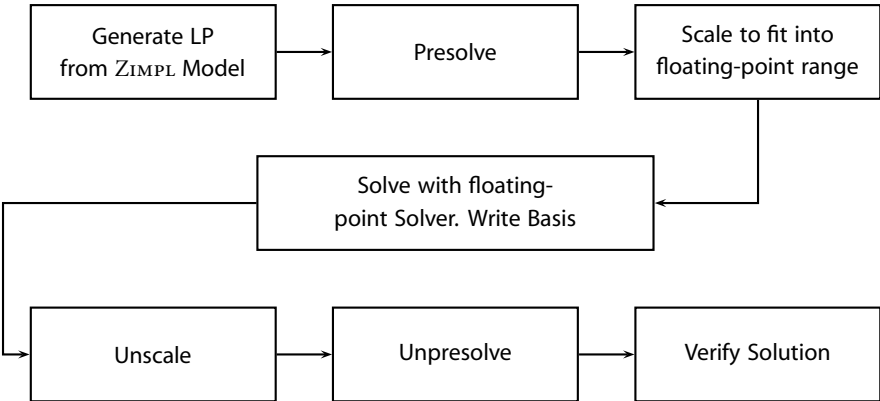 Generate LP
from ZIMPL Model
Presolve
Scale to fit into
floating-point range
Solve with floating-
point Solver. Write Basis
Unscale
Unpresolve
Verify Solution